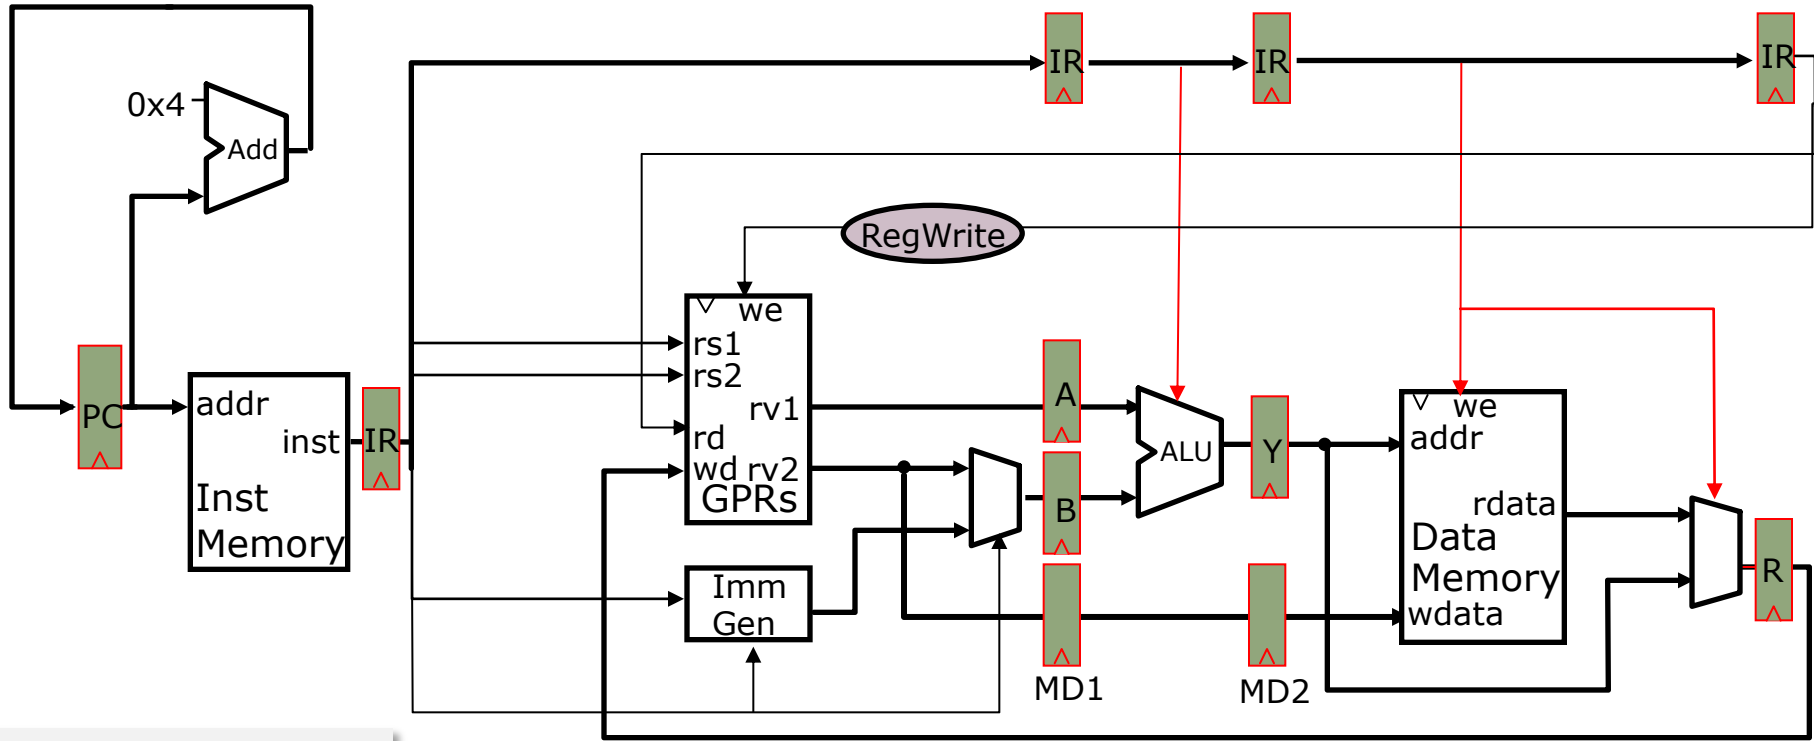 IR
IR
IR
0x4
Add
RegWrite
we
rs1
rs2
rv1
rd
wd rv2
GPRs
PC
addr
inst
IR
Inst
Memory
A
B
ALU
Y
we
addr
rdata
Data
Memory
wdata
R
Imm
Gen
MD1
MD2